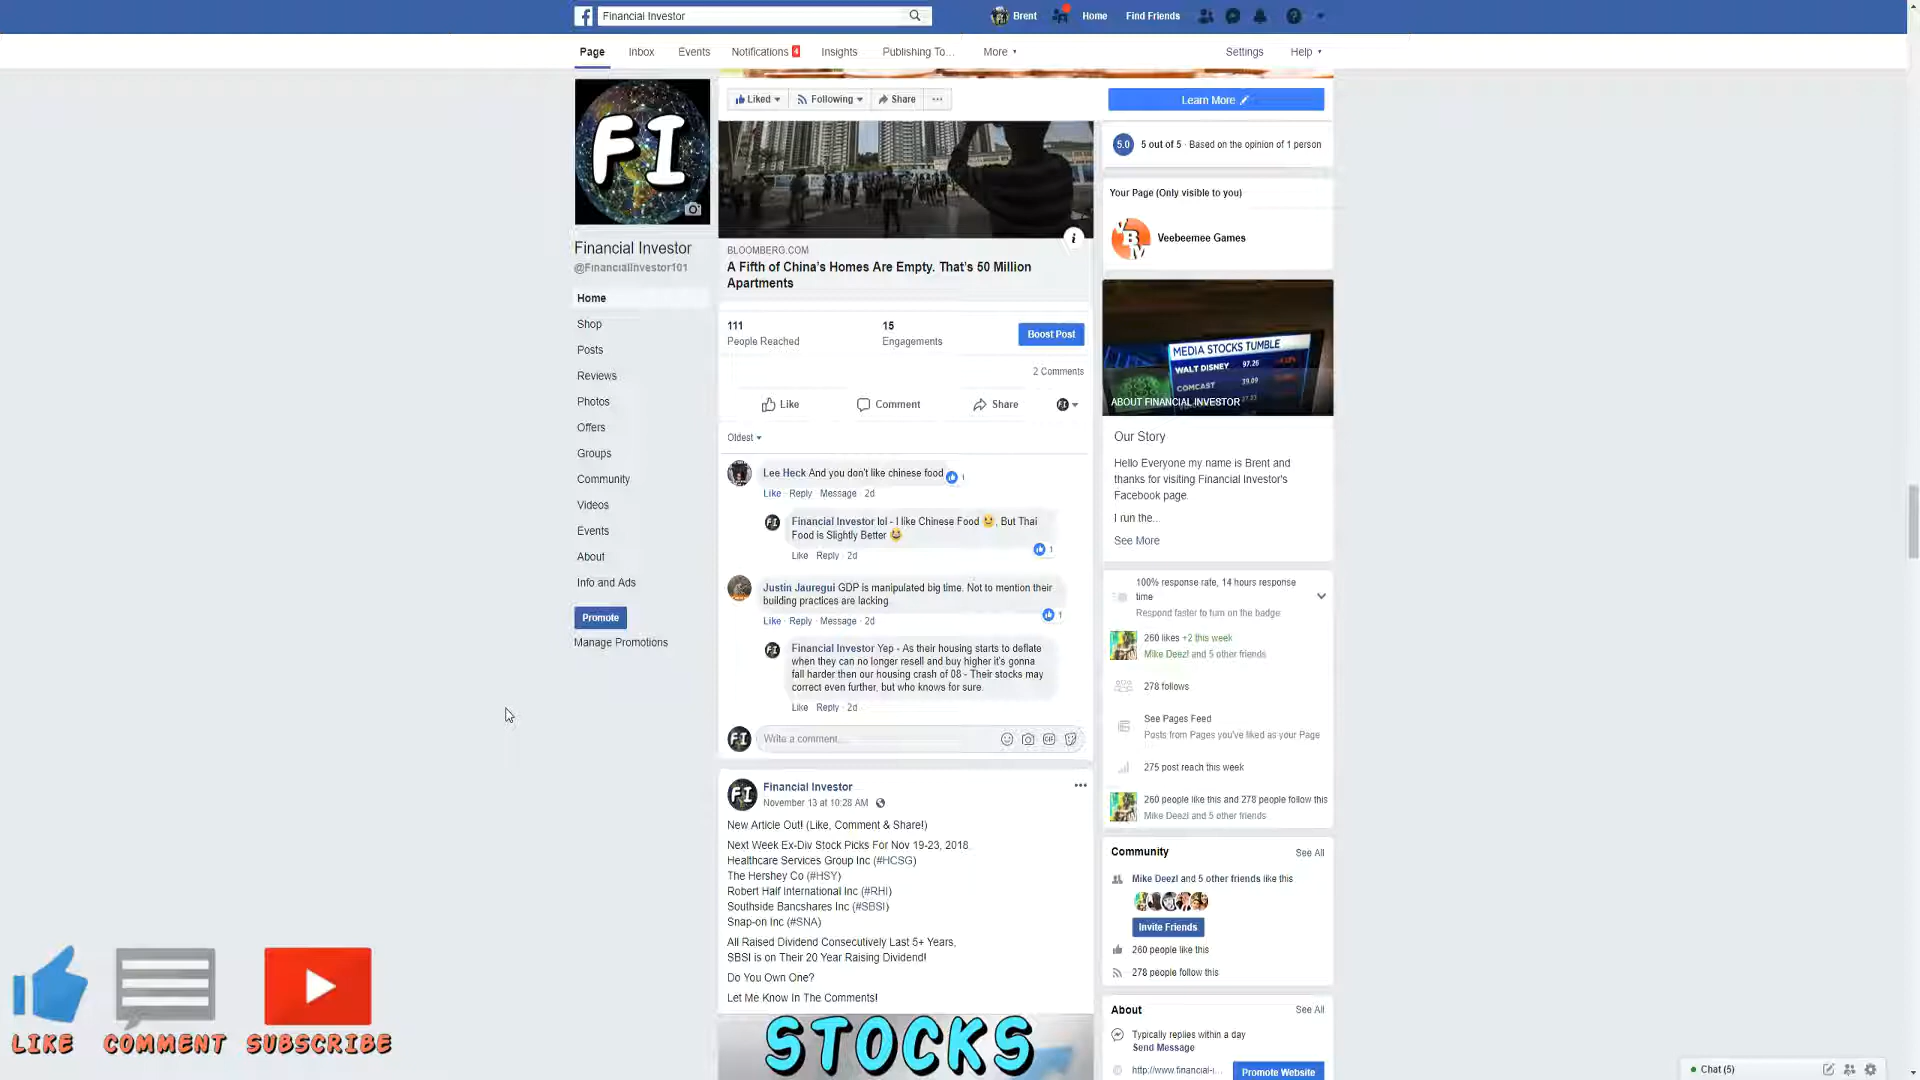 Financial Investor
Brent
Home
Find Friends
Page
Inbox
Events
Notifications 4
Insights
Publishing To...
More
Settings
Help
FI
Financial Investor
@FinancialInvestor101
Home
Shop
Posts
Reviews
Photos
Offers
Groups
Community
Videos
Events
About
Info and Ads
Promote
Manage Promotions
Liked
Following
Share
Learn More
BLOOMBERG.COM
A Fifth of China's Homes Are Empty. That's 50 Million
Apartments
111
People Reached
15
Engagements
Boost Post
2 Comments
Like
Comment
Share
Oldest
Lee Heck And you don't like chinese food
1
Like · Reply · Message · 2d
Financial Investor lol - I like Chinese Food , But Thai
Food is Slightly Better
1
Like · Reply · 2d
Justin Jauregui GDP is manipulated big time. Not to mention their
building practices are lacking
1
Like · Reply · Message · 2d
Financial Investor Yep - As their housing starts to deflate
when they can no longer resell and buy higher it's gonna
fall harder then our housing crash of 08 - Their stocks may
correct even further, but who knows for sure.
Like · Reply · 2d
FI
Write a comment...
GIF
FI
Financial Investor
November 13 at 10:28 AM
New Article Out! (Like, Comment & Share!)
Next Week Ex-Div Stock Picks For Nov 19-23, 2018.
Healthcare Services Group Inc (#HCSG)
The Hershey Co (#HSY)
Robert Half International Inc (#RHI)
Southside Bancshares Inc (#SBSI)
Snap-on Inc (#SNA)
All Raised Dividend Consecutively Last 5+ Years,
SBSI is on Their 20 Year Raising Dividend!
Do You Own One?
Let Me Know In The Comments!
STOCKS
5.0
5 out of 5 · Based on the opinion of 1 person
Your Page (Only visible to you)
Veebeemee Games
MEDIA STOCKS TUMBLE
WALT DISNEY 97.26
COMCAST 39.09
ABOUT FINANCIAL INVESTOR
Our Story
Hello Everyone my name is Brent and
thanks for visiting Financial Investor's
Facebook page.
I run the...
See More
100% response rate, 14 hours response
time
Respond faster to turn on the badge
260 likes +2 this week
Mike Deezl and 5 other friends
278 follows
See Pages Feed
Posts from Pages you've liked as your Page
275 post reach this week
260 people like this and 278 people follow this
Mike Deezl and 5 other friends
Community
See All
Mike Deezl and 5 other friends like this
Invite Friends
260 people like this
278 people follow this
About
See All
Typically replies within a day
Send Message
http://www.financial-i...
Promote Website
Chat (5)
LIKE
COMMENT
SUBSCRIBE